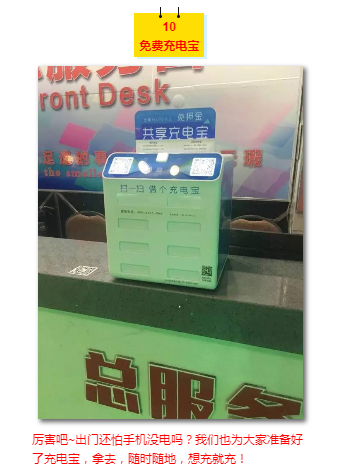 10
免费充电宝
Front Desk
免押金
共享充电宝
the small
扫一扫 借个充电宝
总服务
厉害吧~出门还怕手机没电吗？我们也为大家准备好
了充电宝，拿去，随时随地，想充就充！